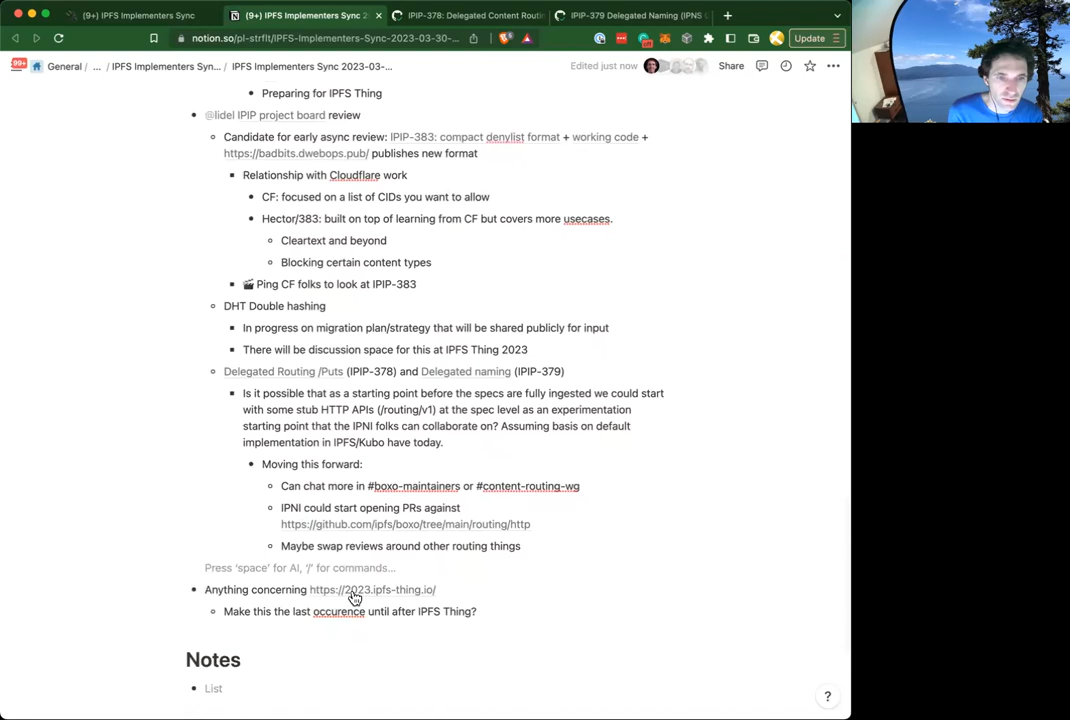 (9+) IPFS Implementers Sync
(9+) IPFS Implementers Sync 2
IPIP-378: Delegated Content Routin
IPIP-379 Delegated Naming (IPNS
notion.so/pl-strflt/IPFS-Implementers-Sync-2023-03-30-...
Update
99+
General / ... / IPFS Implementers Syn... / IPFS Implementers Sync 2023-03-...
Edited just now
Share
Preparing for IPFS Thing
@lidel IPIP project board review
Candidate for early async review: IPIP-383: compact denylist format + working code +
https://badbits.dwebops.pub/ publishes new format
Relationship with Cloudflare work
CF: focused on a list of CIDs you want to allow
Hector/383: built on top of learning from CF but covers more usecases.
Cleartext and beyond
Blocking certain content types
🎬 Ping CF folks to look at IPIP-383
DHT Double hashing
In progress on migration plan/strategy that will be shared publicly for input
There will be discussion space for this at IPFS Thing 2023
Delegated Routing /Puts (IPIP-378) and Delegated naming (IPIP-379)
Is it possible that as a starting point before the specs are fully ingested we could start
with some stub HTTP APIs (/routing/v1) at the spec level as an experimentation
starting point that the IPNI folks can collaborate on? Assuming basis on default
implementation in IPFS/Kubo have today.
Moving this forward:
Can chat more in #boxo-maintainers or #content-routing-wg
IPNI could start opening PRs against
https://github.com/ipfs/boxo/tree/main/routing/http
Maybe swap reviews around other routing things
Press 'space' for AI, '/' for commands...
Anything concerning https://2023.ipfs-thing.io/
Make this the last occurence until after IPFS Thing?
Notes
List
?